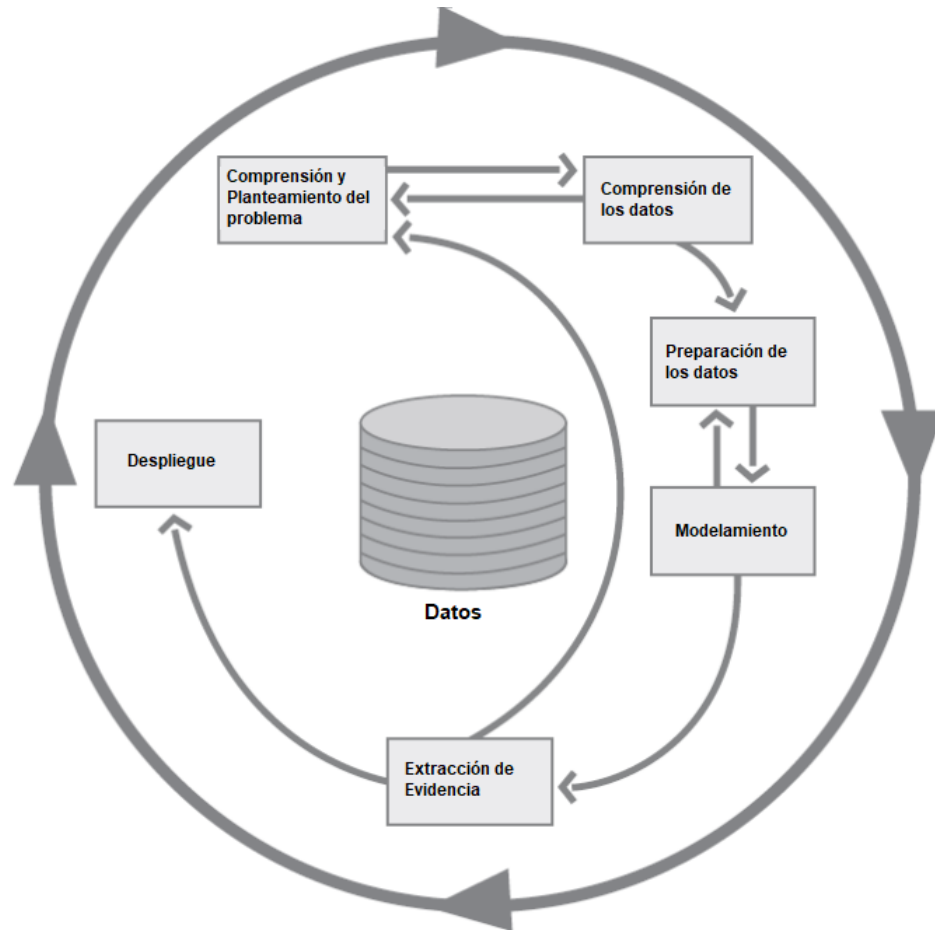 Comprensión y
Planteamiento del
problema
Comprensión de
los datos
Preparación de
los datos
Despliegue
Modelamiento
Datos
Extracción de
Evidencia